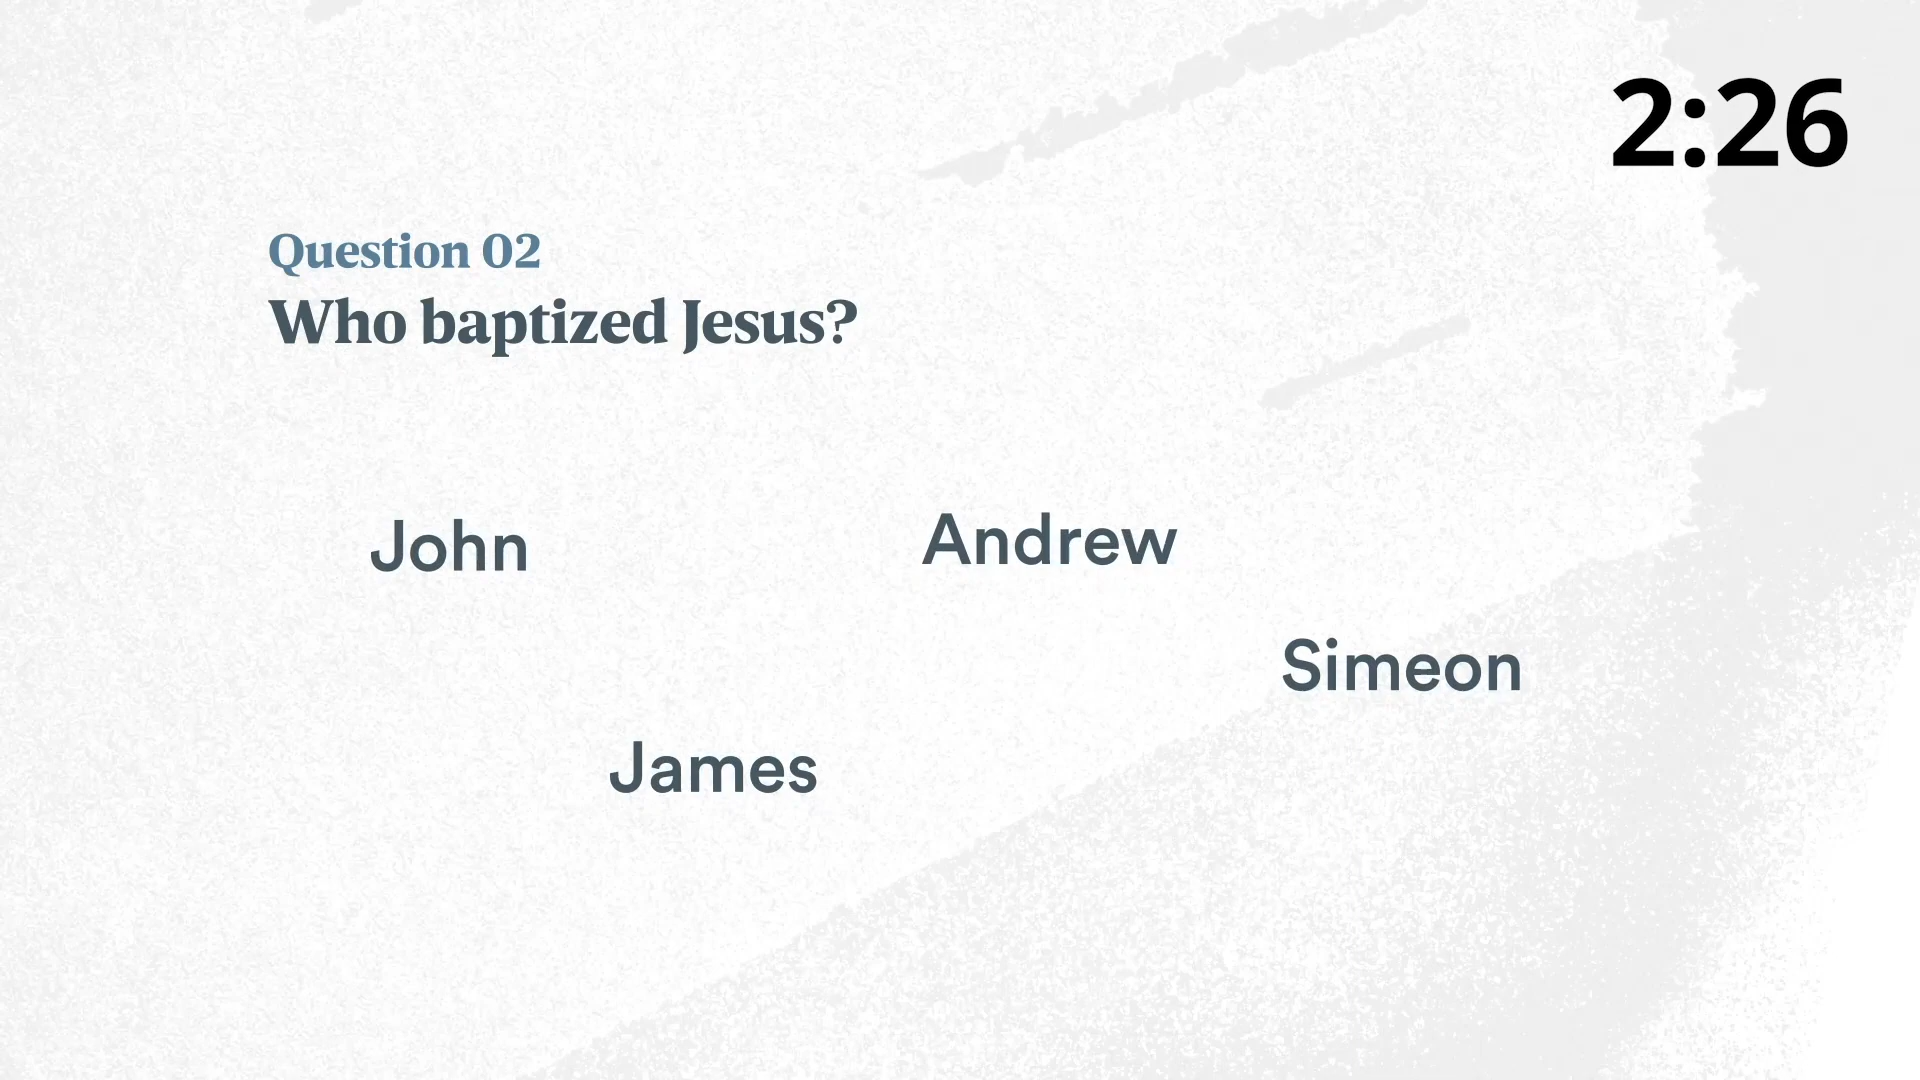 2:26
Question 02
Who baptized Jesus?
John
Andrew
Simeon
James